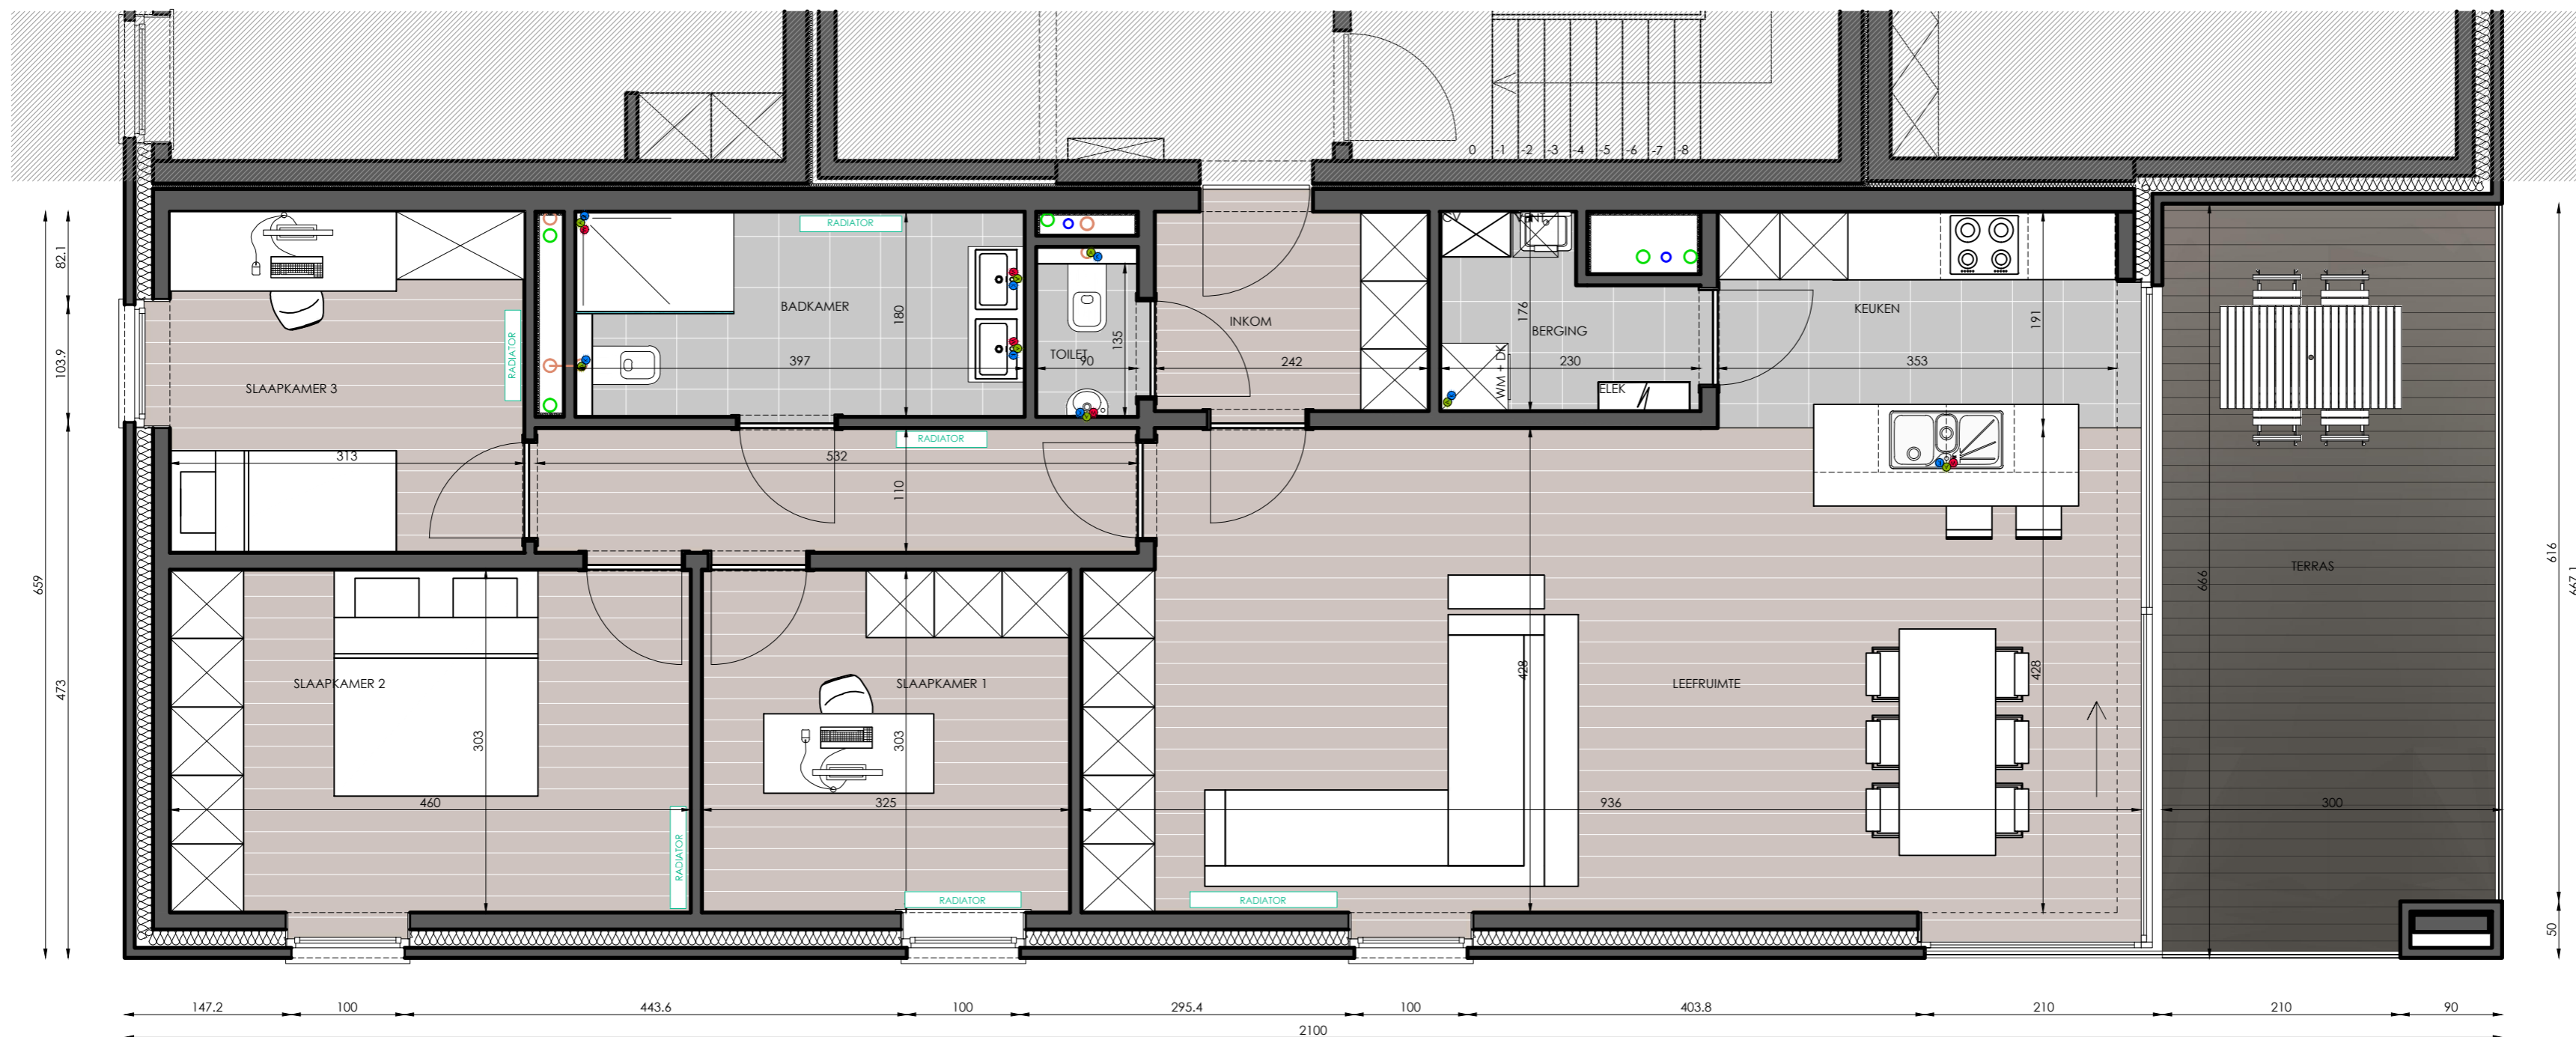 0 -1 -2 -3 -4 -5 -6 -7 -8
RADIATOR
82.1
BADKAMER
KEUKEN
176
180
191
INKOM
BERGING
135
TOILET
RADIATOR
103.9
397
90
242
WM + DK
230
353
ELEK
SLAAPKAMER 3
RADIATOR
313
532
110
616
667.1
TERRAS
666
659
473
SLAAPKAMER 2
SLAAPKAMER 1
428
LEEFRUIMTE
428
303
303
460
325
936
300
RADIATOR
RADIATOR
RADIATOR
50
147.2 100 443.6 100 295.4 100 403.8 210 210 90
2100